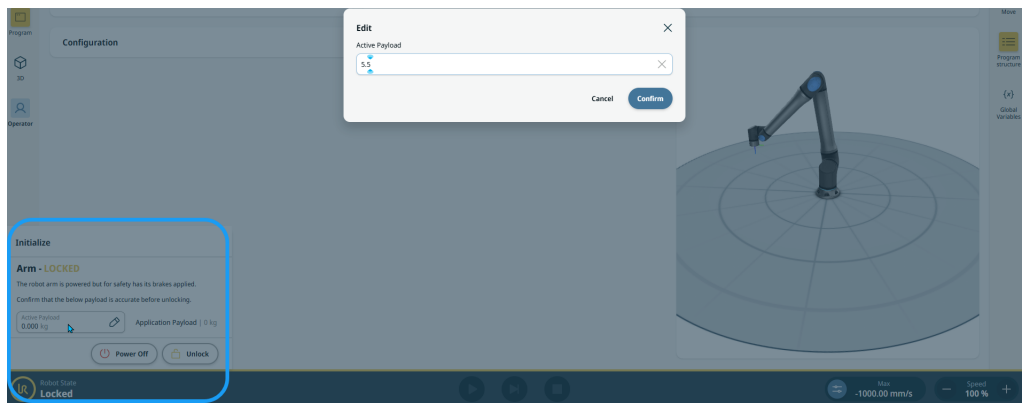 Program
Configuration
3D
Operator
Edit
Active Payload
5.5
Cancel
Confirm
Move
Program
structure
{x}
Global
Variables
Initialize
Arm - LOCKED
The robot arm is powered but for safety has its brakes applied.
Confirm that the below payload is accurate before unlocking.
Active Payload
0.000 kg
Application Payload | 0 kg
Power Off
Unlock
Robot State
Locked
Max
-1000.00 mm/s
Speed
100 %